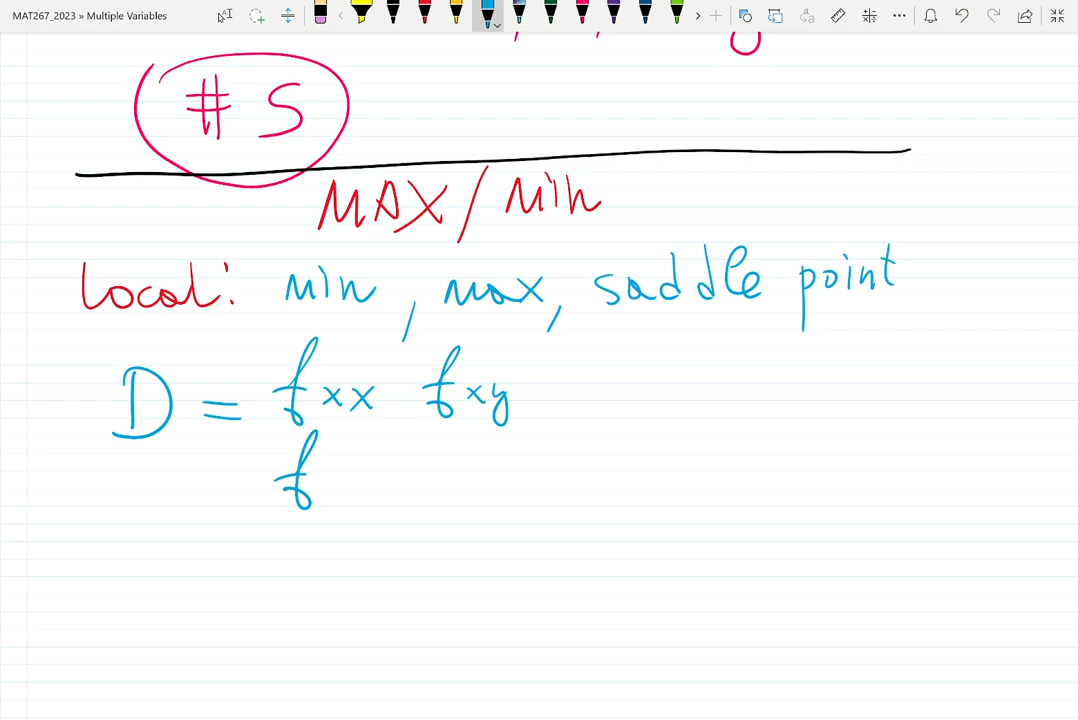 MAT267_2023 » Multiple Variables
# 5
MAX/Min
Local: min, max, saddle point
D = fxx fxy
f